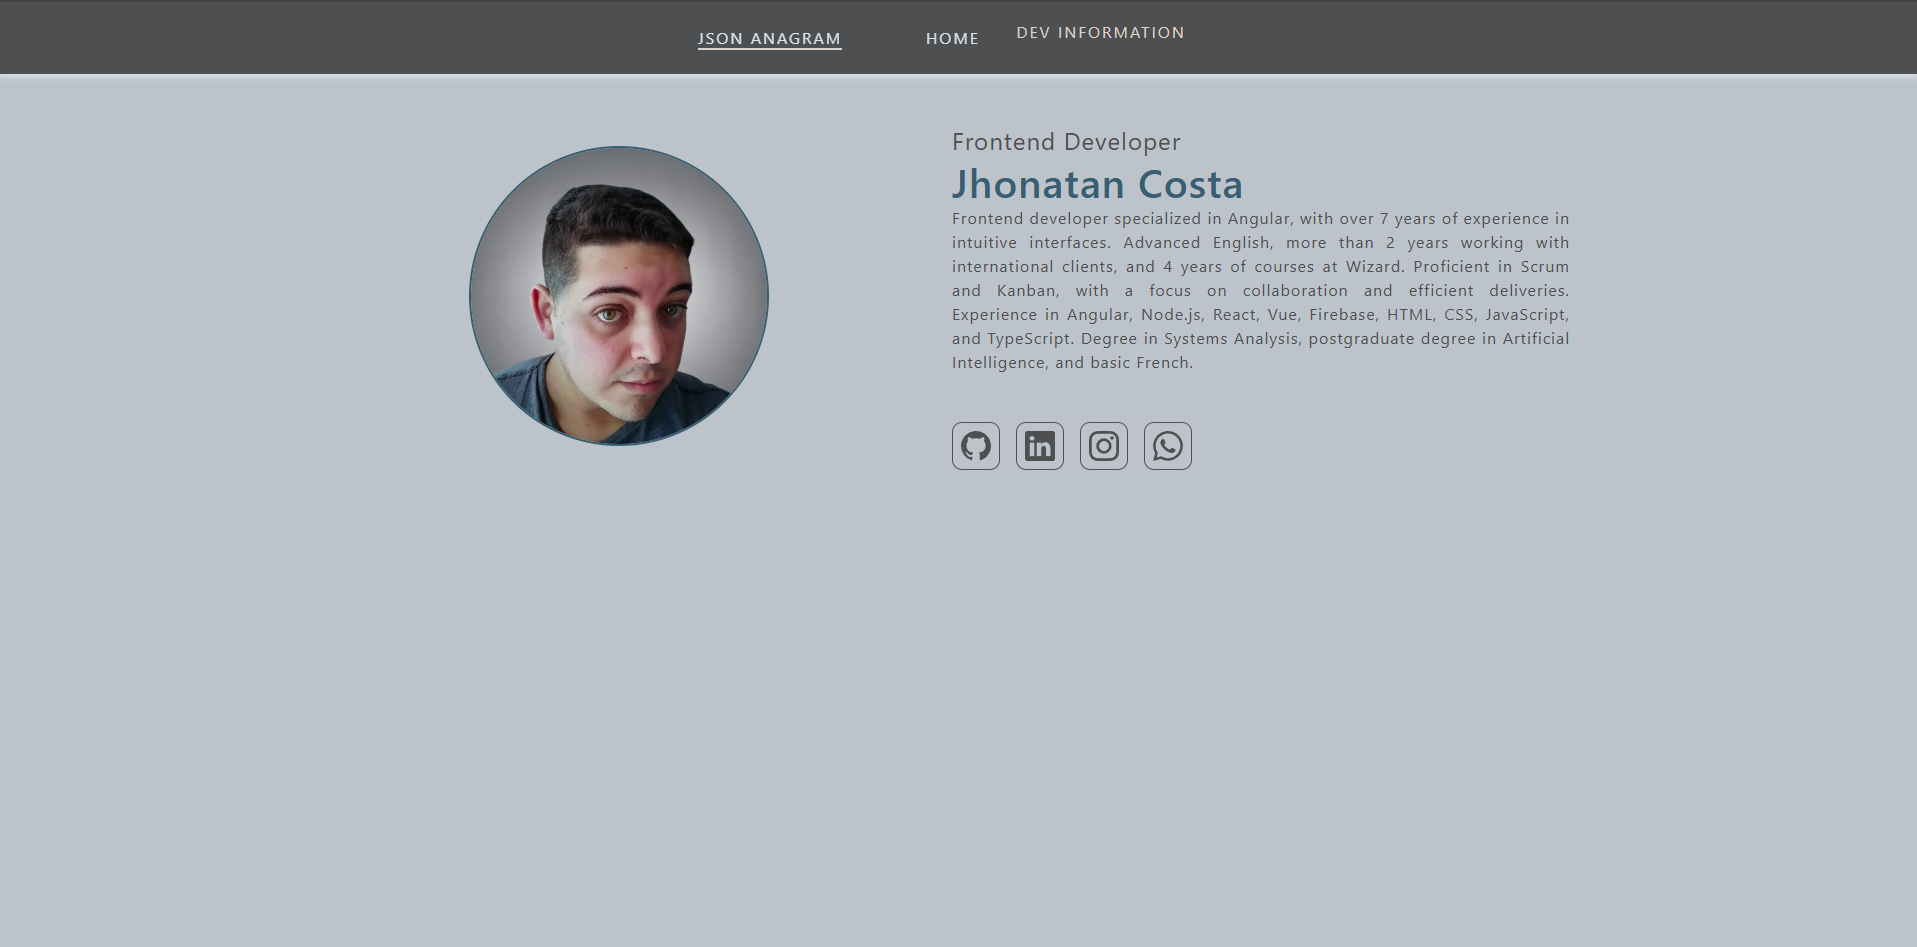 JSON ANAGRAM
HOME
DEV INFORMATION
Frontend Developer
Jhonatan Costa
Frontend developer specialized in Angular, with over 7 years of experience in
intuitive interfaces. Advanced English, more than 2 years working with
international clients, and 4 years of courses at Wizard. Proficient in Scrum
and Kanban, with a focus on collaboration and efficient deliveries.
Experience in Angular, Node.js, React, Vue, Firebase, HTML, CSS, JavaScript,
and TypeScript. Degree in Systems Analysis, postgraduate degree in Artificial
Intelligence, and basic French.
in